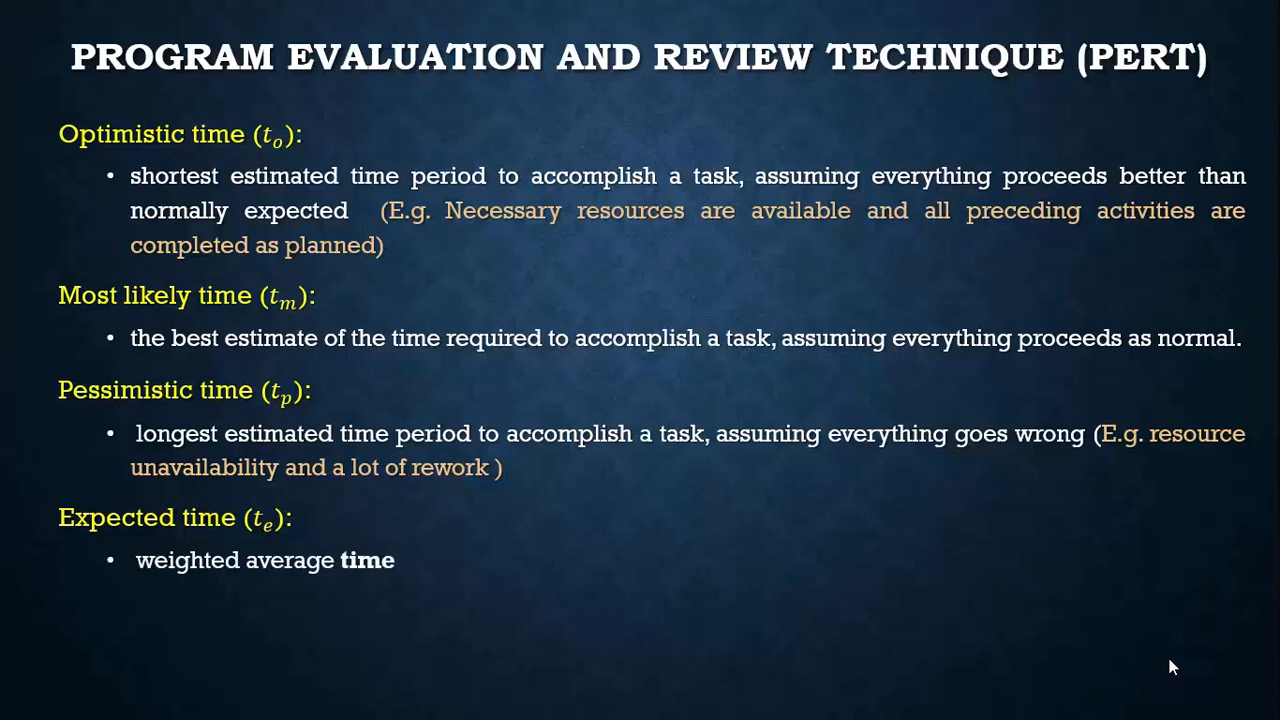 PROGRAM EVALUATION AND REVIEW TECHNIQUE (PERT)
Optimistic time (tₒ):
• shortest estimated time period to accomplish a task, assuming everything proceeds better than
normally expected (E.g. Necessary resources are available and all preceding activities are
completed as planned)
Most likely time (tₘ):
• the best estimate of the time required to accomplish a task, assuming everything proceeds as normal.
Pessimistic time (tₚ):
• longest estimated time period to accomplish a task, assuming everything goes wrong (E.g. resource
unavailability and a lot of rework )
Expected time (tₑ):
• weighted average time